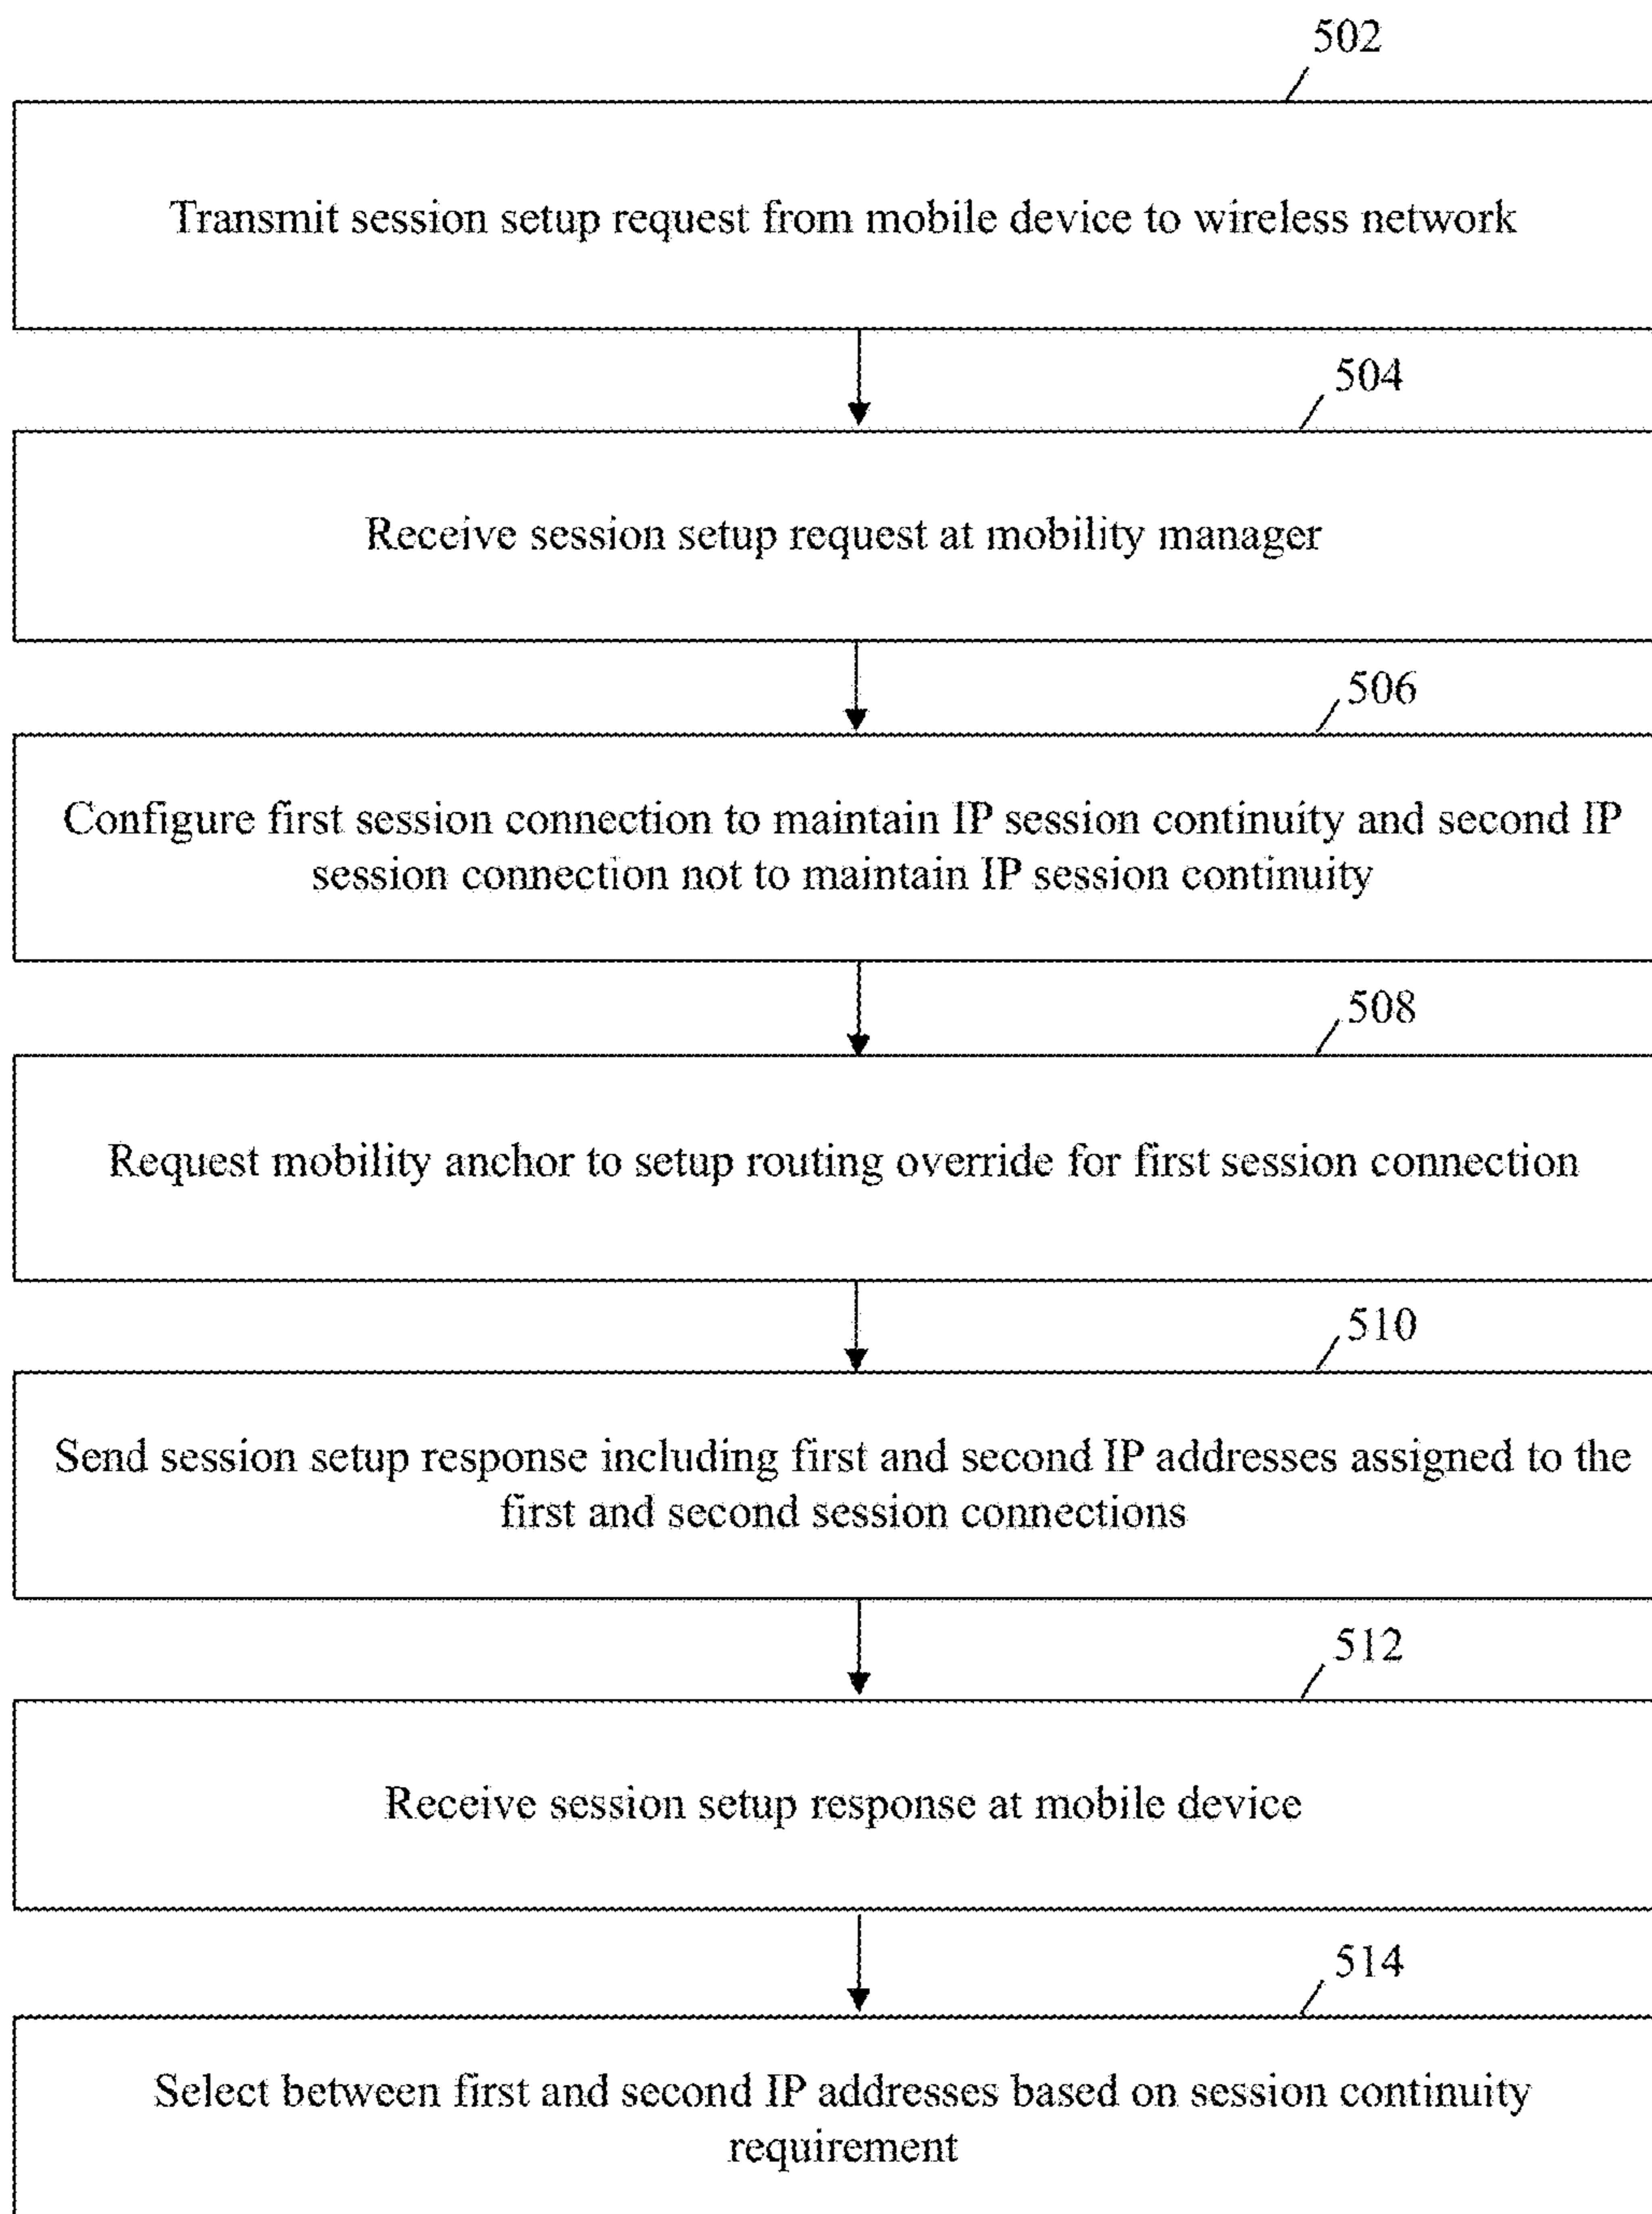 502
Transmit session setup request from mobile device to wireless network
504
Receive session setup request at mobility manager
506
Configure first session connection to maintain IP session continuity and second IP
session connection not to maintain IP session continuity
508
Request mobility anchor to setup routing override for first session connection
510
Send session setup response including first and second IP addresses assigned to the
first and second session connections
512
Receive session setup response at mobile device
514
Select between first and second IP addresses based on session continuity
requirement